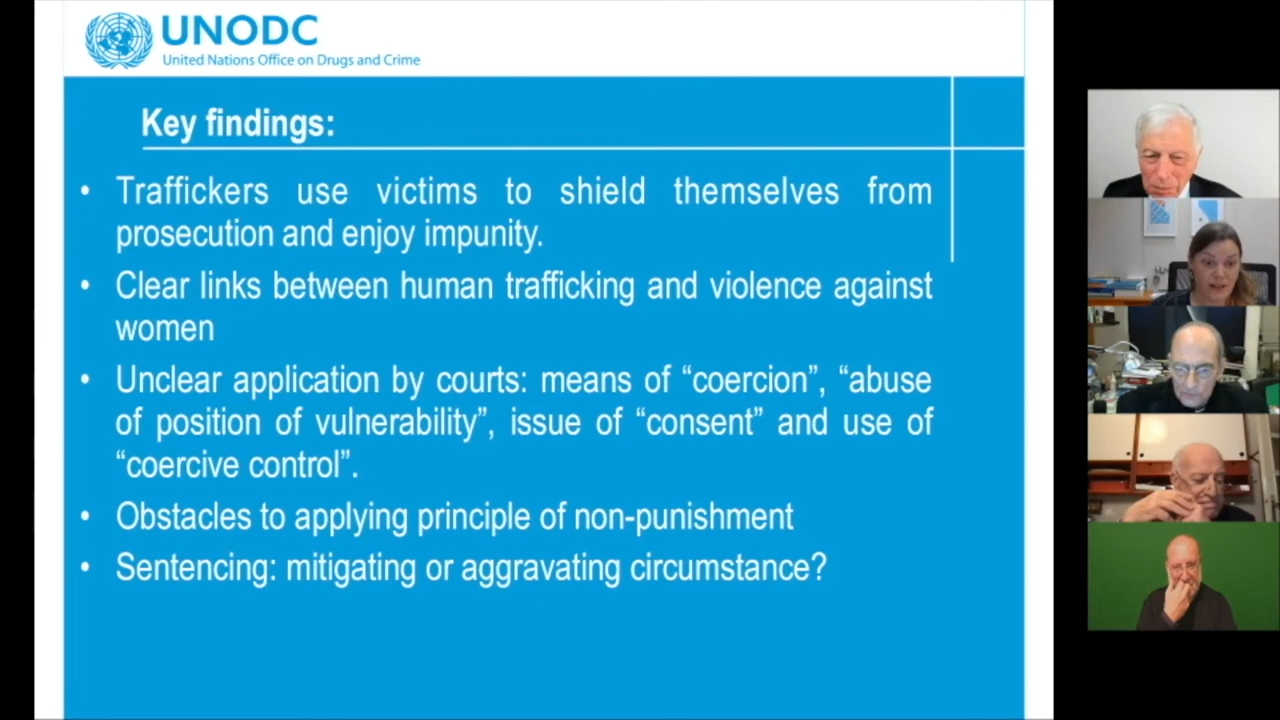 UNODC
United Nations Office on Drugs and Crime
Key findings:
• Traffickers use victims to shield themselves from
prosecution and enjoy impunity.
• Clear links between human trafficking and violence against
women
• Unclear application by courts: means of “coercion”, “abuse
of position of vulnerability”, issue of “consent” and use of
“coercive control”.
• Obstacles to applying principle of non-punishment
• Sentencing: mitigating or aggravating circumstance?